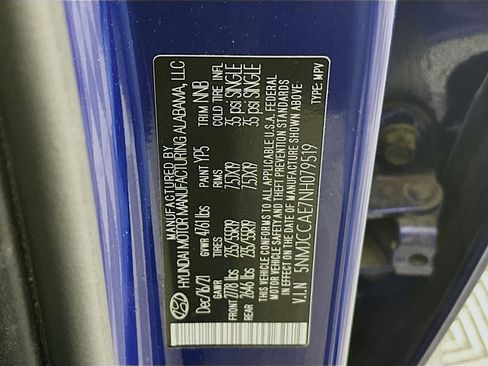 MANUFACTURED BY
HYUNDAI MOTOR MANUFACTURING ALABAMA, LLC
Dec/16/21 GVWR 4761 lbs PAINT YP5 TRIM NNB
GAWR TIRES COLD TIRE. INFL.
FRONT 2778 lbs 235/55R19 7.5JX19 35 PSI SINGLE
REAR 2646 lbs 235/55R19 7.5JX19 35 PSI SINGLE
THIS VEHICLE CONFORMS TO ALL APPLICABLE U.S.A. FEDERAL
MOTOR VEHICLE SAFETY AND THEFT PREVENTION STANDARDS
IN EFFECT ON THE DATE OF MANUFACTURE SHOWN ABOVE
V.I.N 5NMJCCAE7NH079519 TYPE: MPV